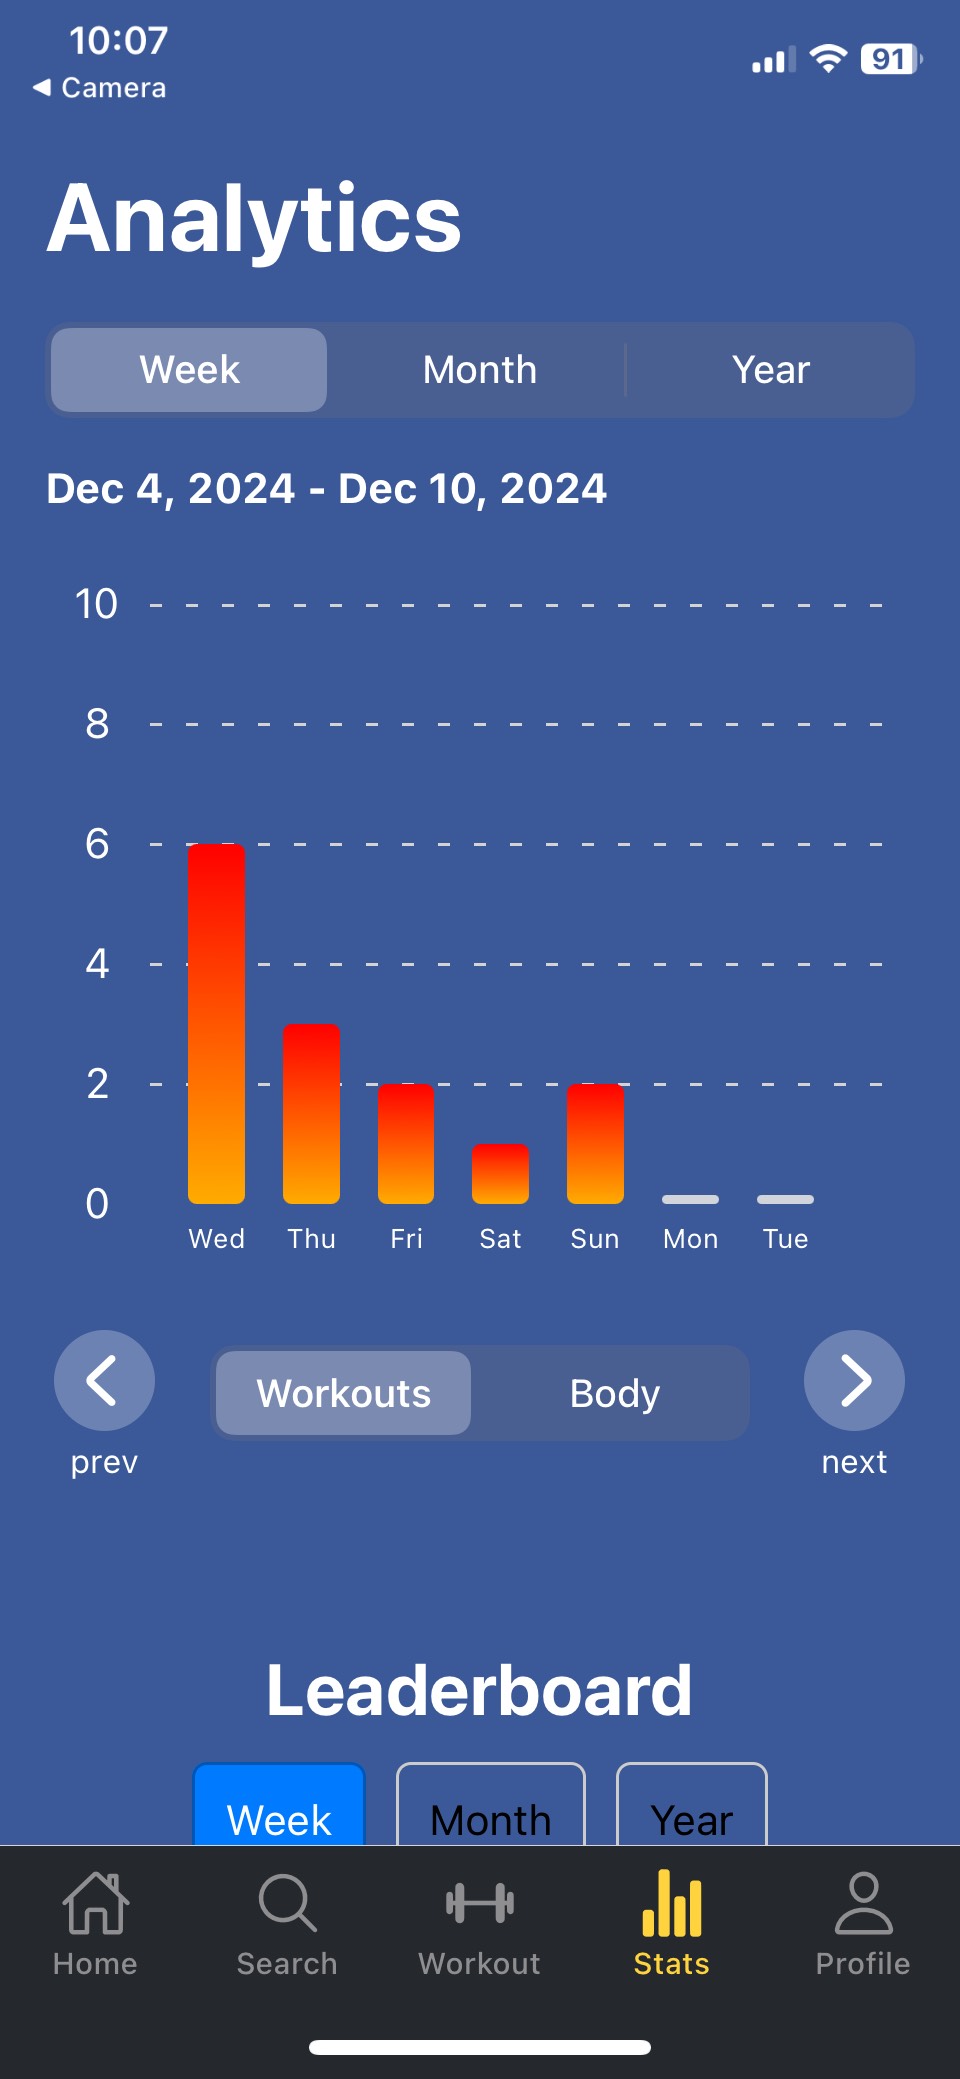 10:07
91
◀ Camera
Analytics
Week Month Year
Dec 4, 2024 - Dec 10, 2024
10
8
6
4
2
0
Wed Thu Fri Sat Sun Mon Tue
Workouts Body
prev next
Leaderboard
Week Month Year
Home Search Workout Stats Profile